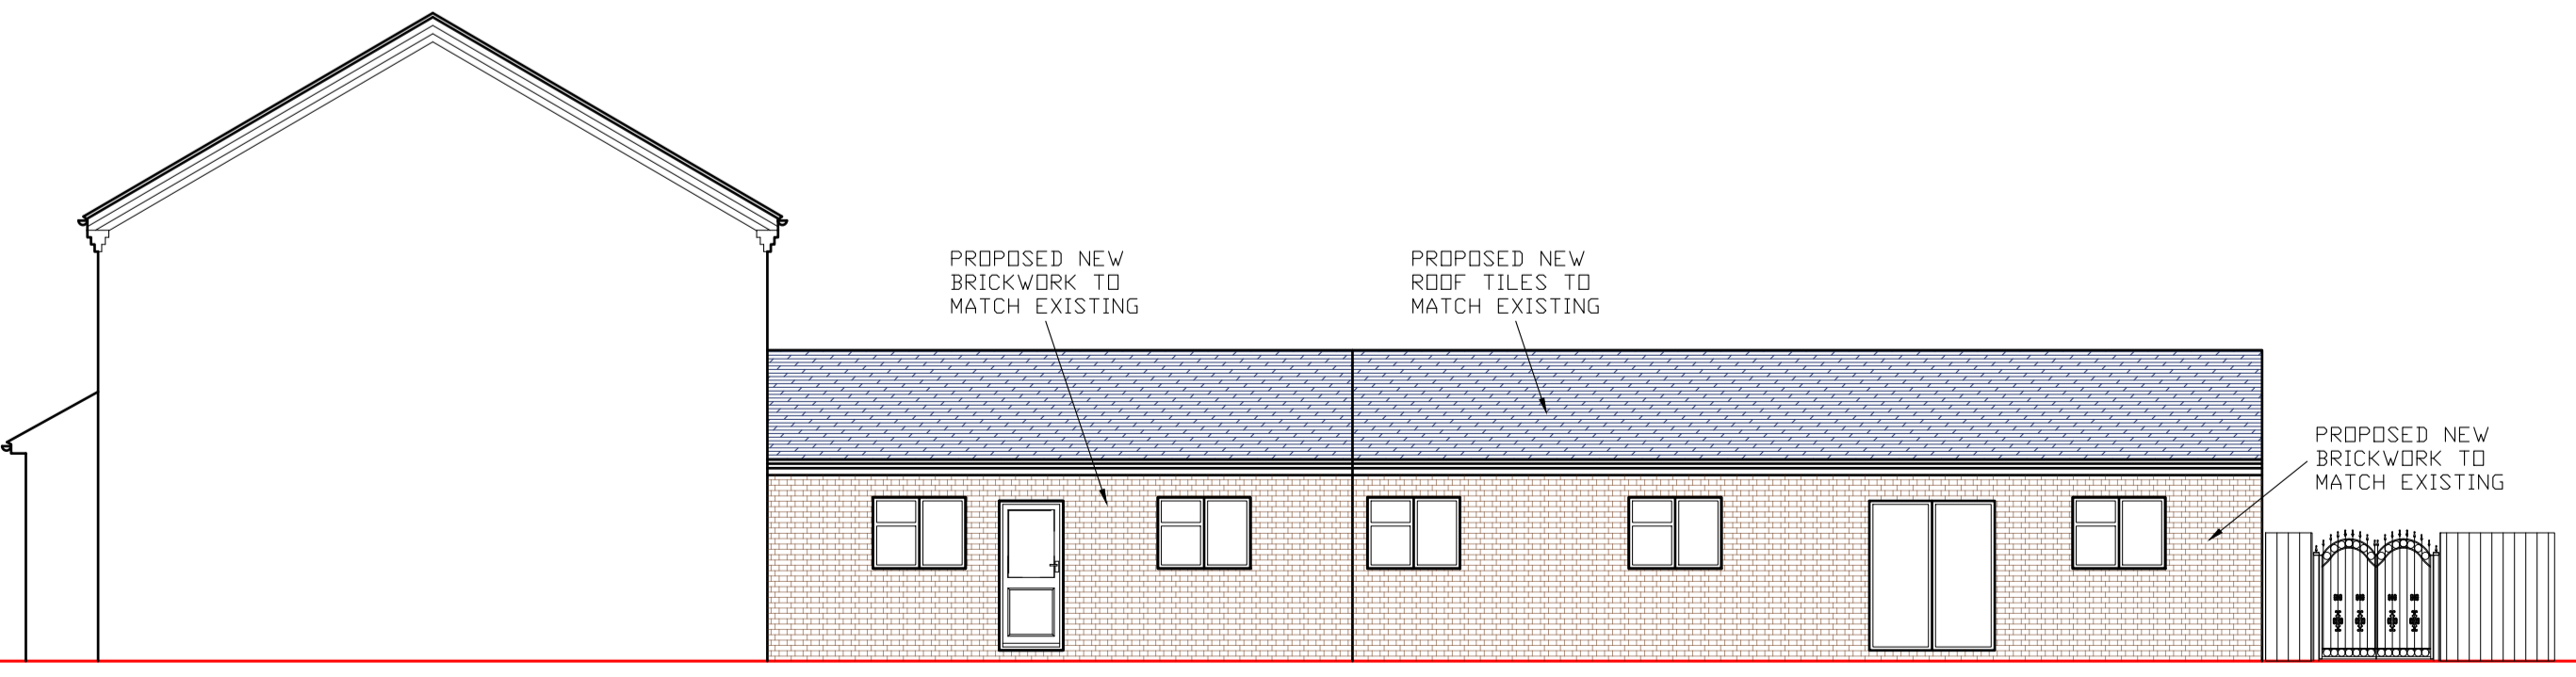 PROPOSED NEW
BRICKWORK TO
MATCH EXISTING
PROPOSED NEW
ROOF TILES TO
MATCH EXISTING
PROPOSED NEW
BRICKWORK TO
MATCH EXISTING